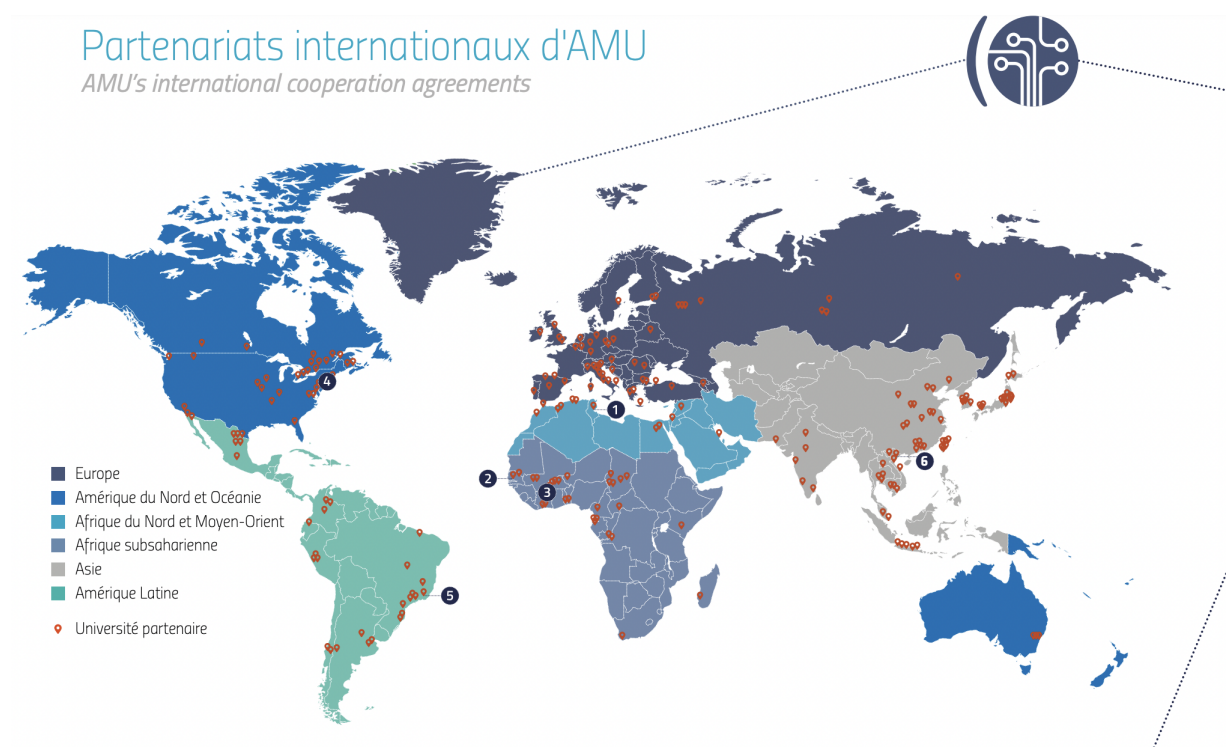 Partenariats internationaux d'AMU
AMU's international cooperation agreements
4
1
2
3
6
5
Europe
Amérique du Nord et Océanie
Afrique du Nord et Moyen-Orient
Afrique subsaharienne
Asie
Amérique Latine
Université partenaire